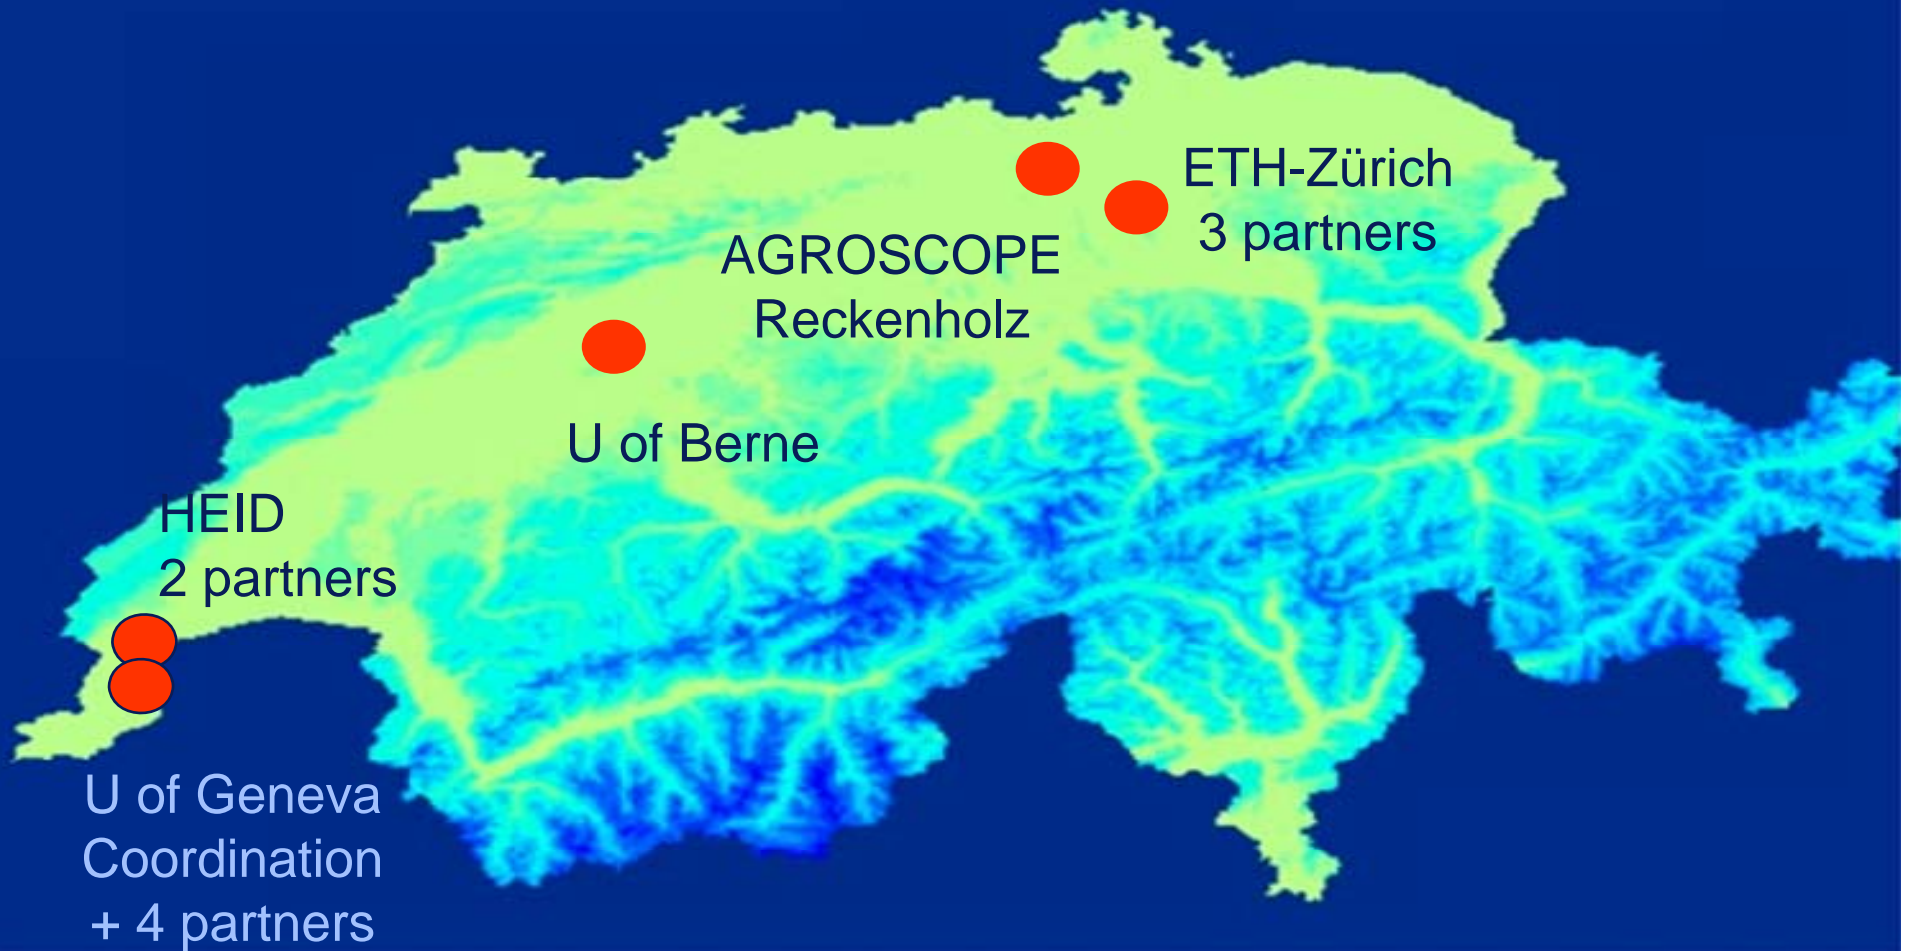 ETH-Zürich
3 partners
AGROSCOPE
Reckenholz
U of Berne
HEID
2 partners
U of Geneva
Coordination
+ 4 partners